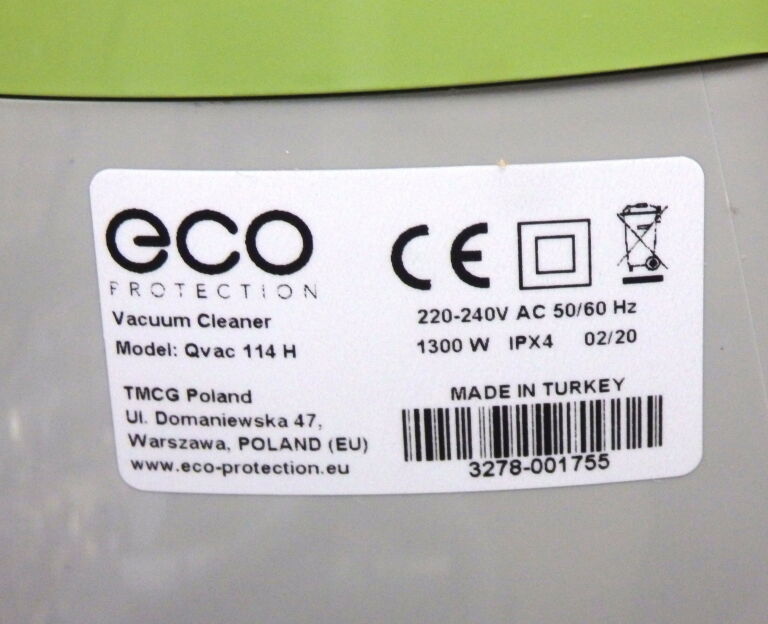 eco
PROTECTION
Vacuum Cleaner
Model: Qvac 114 H
TMCG Poland
Ul. Domaniewska 47,
Warszawa, POLAND (EU)
www.eco-protection.eu
CE
220-240V AC 50/60 Hz
1300 W IPX4 02/20
MADE IN TURKEY
3278-001755